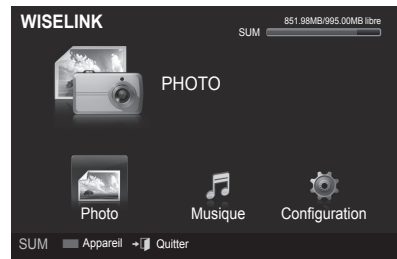 WISELINK
851.98MB/995.00MB libre
SUM
PHOTO
Photo Musique Configuration
SUM Appareil Quitter